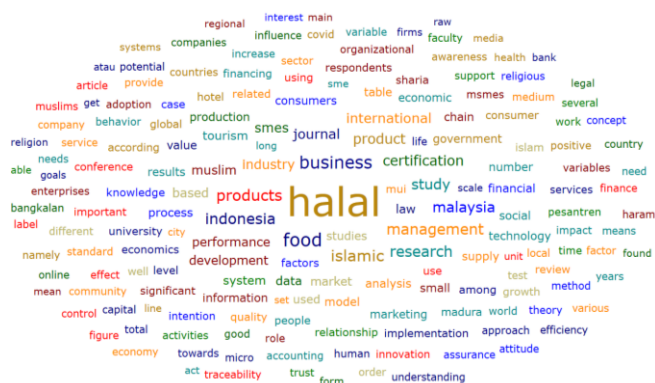 interest main
regional covid variable firms raw
systems companies influence faculty media
increase organizational awareness health bank
atau potential countries financing sector respondents
article provide using sharia support religious legal
hotel related table economic msmes medium several
muslims get adoption case consumers
company behavior global production smes international chain consumer work concept
religion service according value tourism long journal product life government islam positive country
able needs conference results muslim industry business certification number variables need
goals
enterprises knowledge based products halal mui study scale financial services finance
bangkalan important process indonesia law malaysia social pesantren haram
label different university city food studies management technology impact means
namely standard economics performance islamic research supply unit local time factor found
development factors use
online effect well level system data market analysis test review years
mean community significant information set used model small among growth method
control capital line intention quality people marketing madura world theory various
figure total activities good role relationship implementation approach efficiency
economy towards micro accounting human innovation assurance attitude
act traceability trust form order understanding